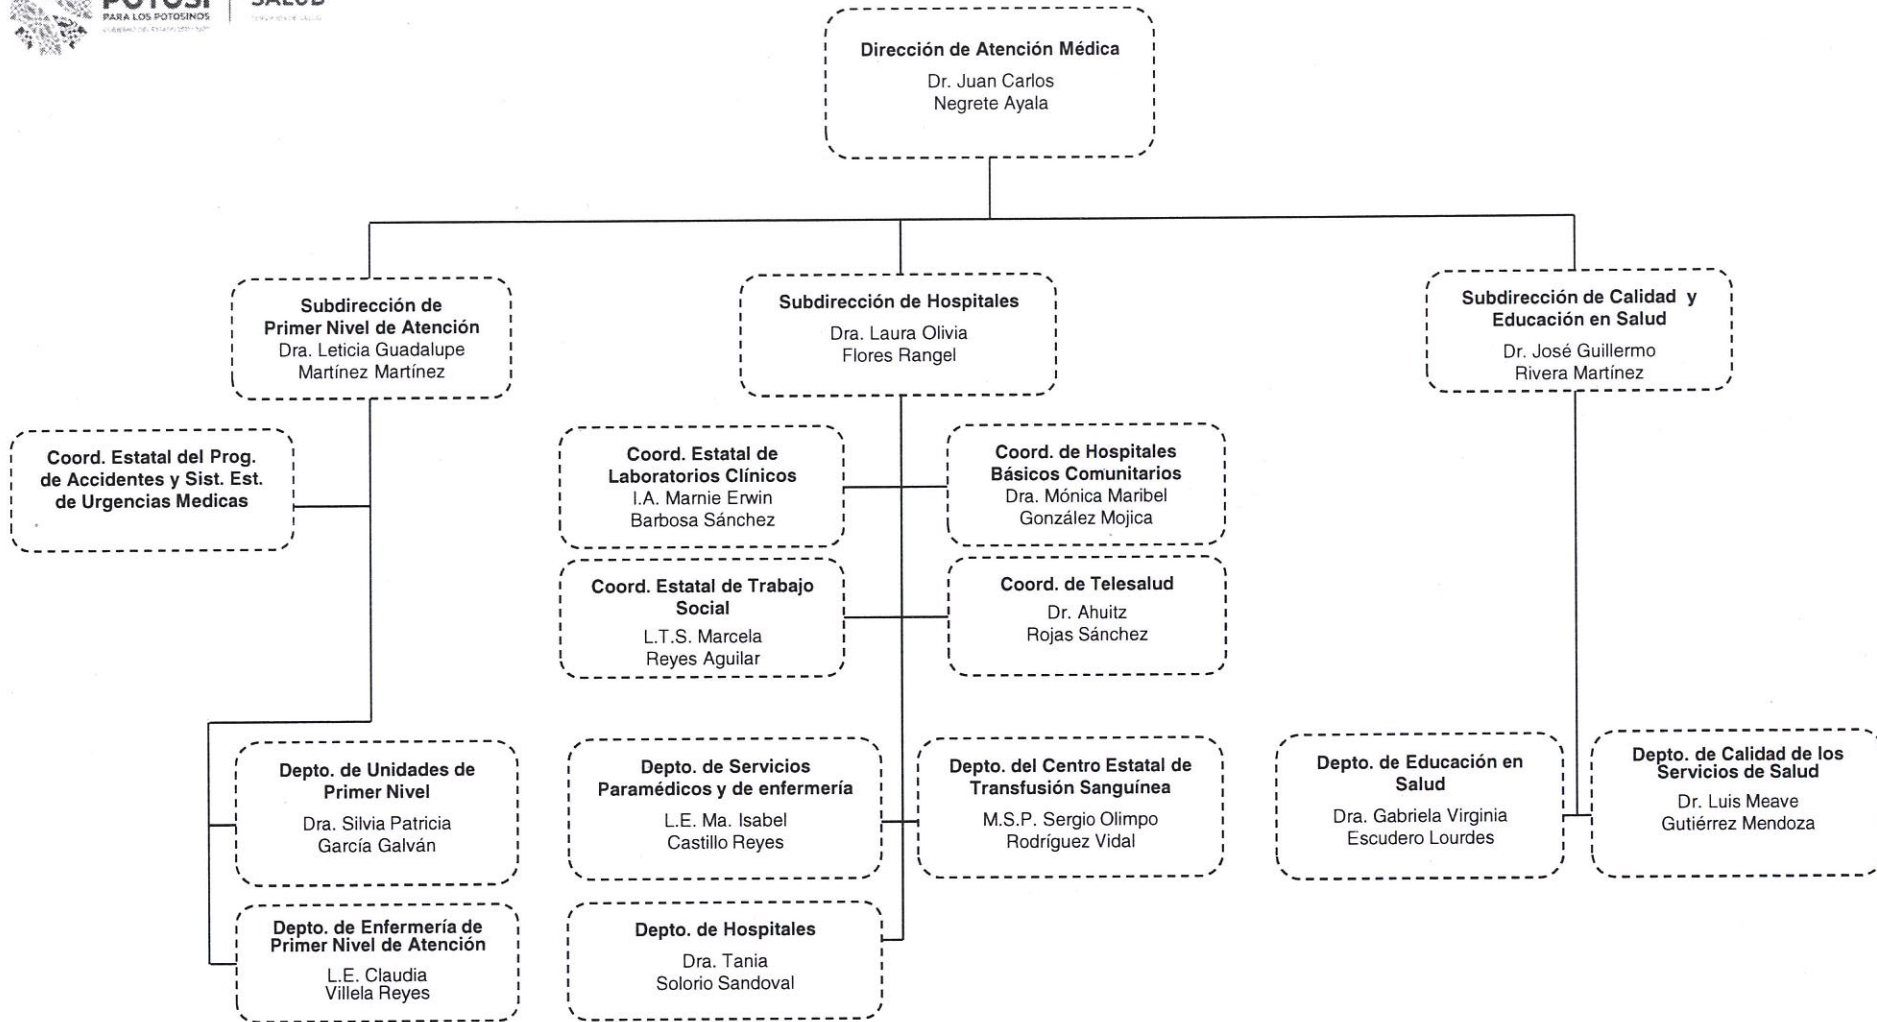 POTOSÍ
PARA LOS POTOSINOS
SALUD
Dirección de Atención Médica
Dr. Juan Carlos
Negrete Ayala
Subdirección de
Primer Nivel de Atención
Dra. Leticia Guadalupe
Martínez Martínez
Subdirección de Hospitales
Dra. Laura Olivia
Flores Rangel
Subdirección de Calidad y
Educación en Salud
Dr. José Guillermo
Rivera Martínez
Coord. Estatal del Prog.
de Accidentes y Sist. Est.
de Urgencias Medicas
Coord. Estatal de
Laboratorios Clínicos
I.A. Marnie Erwin
Barbosa Sánchez
Coord. de Hospitales
Básicos Comunitarios
Dra. Mónica Maribel
González Mojica
Coord. Estatal de Trabajo
Social
L.T.S. Marcela
Reyes Aguilar
Coord. de Telesalud
Dr. Ahuitz
Rojas Sánchez
Depto. de Unidades de
Primer Nivel
Dra. Silvia Patricia
García Galván
Depto. de Servicios
Paramédicos y de enfermería
L.E. Ma. Isabel
Castillo Reyes
Depto. del Centro Estatal de
Transfusión Sanguínea
M.S.P. Sergio Olimpo
Rodríguez Vidal
Depto. de Educación en
Salud
Dra. Gabriela Virginia
Escudero Lourdes
Depto. de Calidad de los
Servicios de Salud
Dr. Luis Meave
Gutiérrez Mendoza
Depto. de Enfermería de
Primer Nivel de Atención
L.E. Claudia
Villela Reyes
Depto. de Hospitales
Dra. Tania
Solorio Sandoval